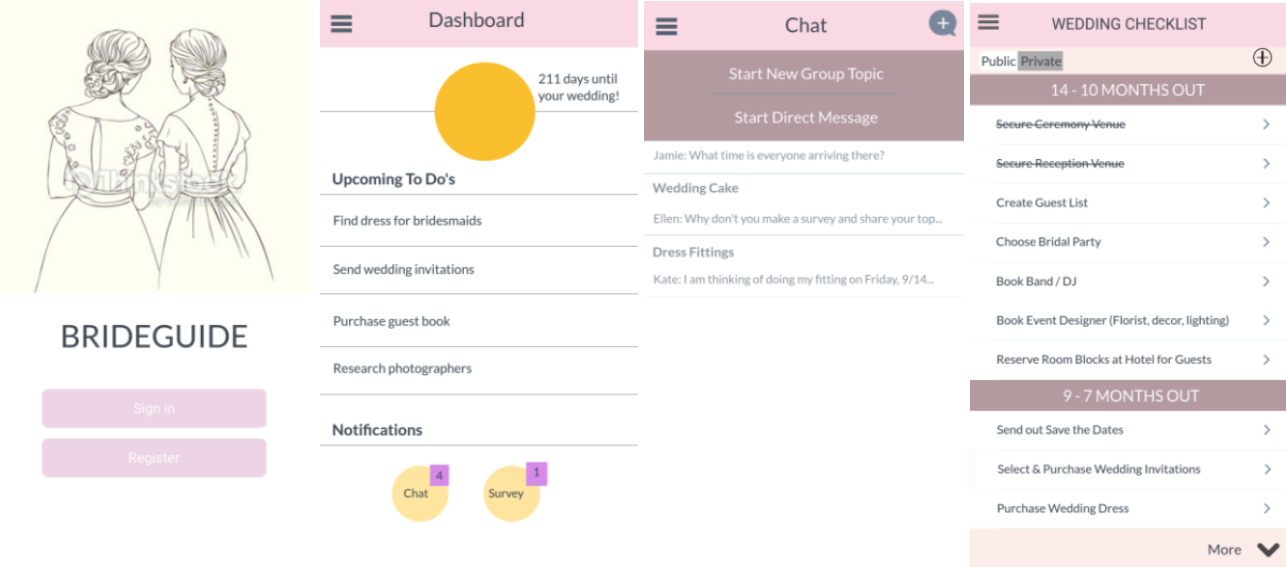 ©Thinkstock
BRIDEGUIDE
Sign in
Register
Dashboard
211 days until
your wedding!
Upcoming To Do's
Find dress for bridesmaids
Send wedding invitations
Purchase guest book
Research photographers
Notifications
Chat
4
Survey
1
Chat
+
Start New Group Topic
Start Direct Message
Jamie: What time is everyone arriving there?
Wedding Cake
Ellen: Why don't you make a survey and share your top...
Dress Fittings
Kate: I am thinking of doing my fitting on Friday, 9/14...
WEDDING CHECKLIST
Public Private
14 - 10 MONTHS OUT
Secure Ceremony Venue
Secure Reception Venue
Create Guest List
Choose Bridal Party
Book Band / DJ
Book Event Designer (Florist, decor, lighting)
Reserve Room Blocks at Hotel for Guests
9 - 7 MONTHS OUT
Send out Save the Dates
Select & Purchase Wedding Invitations
Purchase Wedding Dress
More